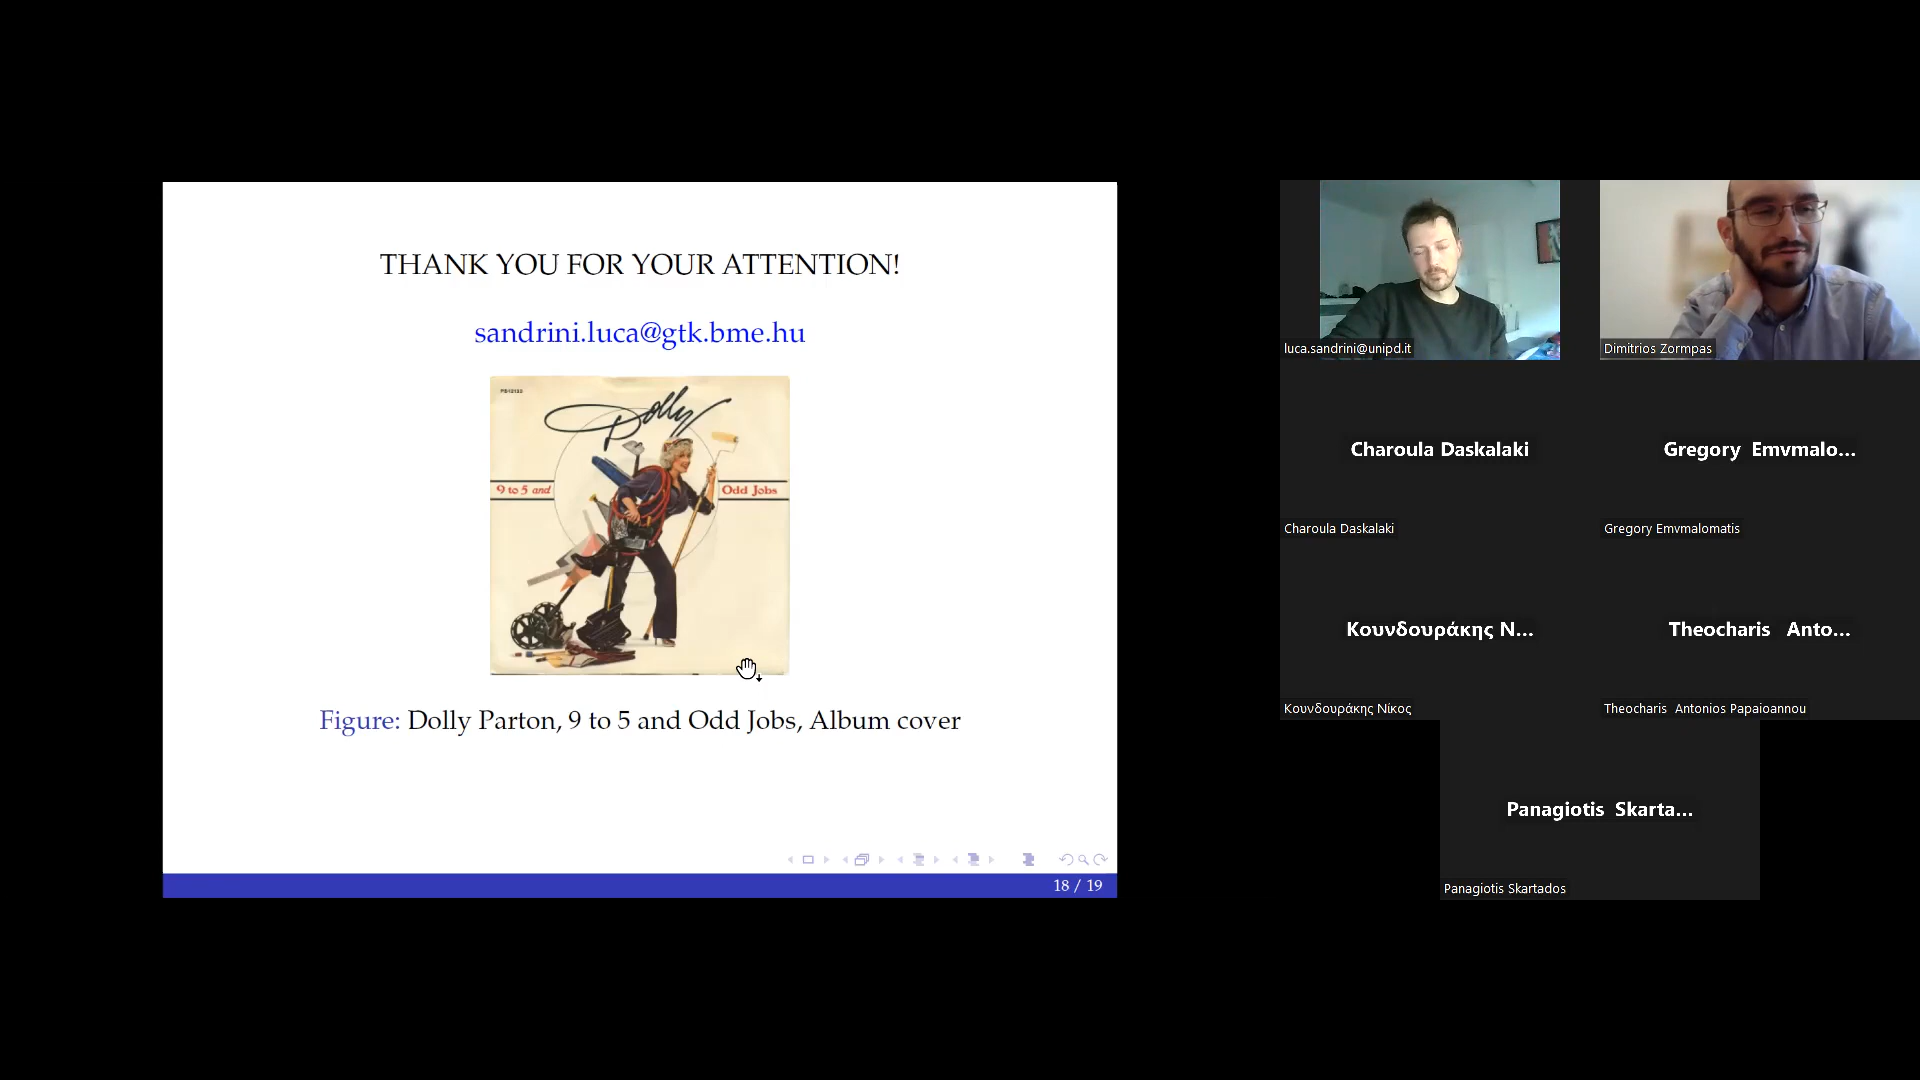 THANK YOU FOR YOUR ATTENTION!
sandrini.luca@gtk.bme.hu
Dolly
9 to 5 and
Odd Jobs
Figure: Dolly Parton, 9 to 5 and Odd Jobs, Album cover
18 / 19
luca.sandrini@unipd.it
Dimitrios Zormpas
Charoula Daskalaki
Gregory Emvmalo...
Charoula Daskalaki
Gregory Emvmalomatis
Κουνδουράκης Ν...
Theocharis Anto...
Κουνδουράκης Νίκος
Theocharis Antonios Papaioannou
Panagiotis Skarta...
Panagiotis Skartados